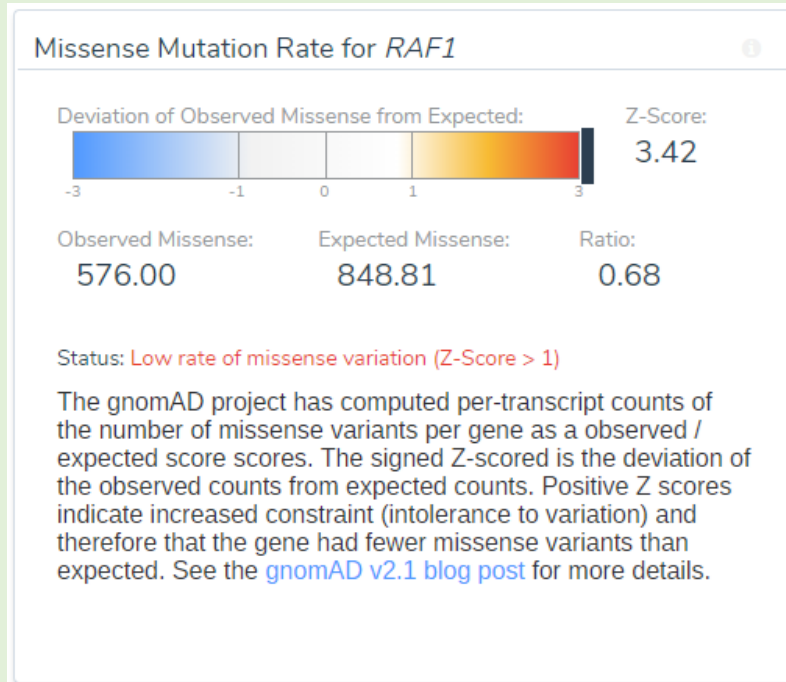 Missense Mutation Rate for RAF1
Deviation of Observed Missense from Expected:
Z-Score:
3.42
-3 -1 0 1 3
Observed Missense: Expected Missense: Ratio:
576.00 848.81 0.68
Status: Low rate of missense variation (Z-Score > 1)
The gnomAD project has computed per-transcript counts of
the number of missense variants per gene as a observed /
expected score scores. The signed Z-scored is the deviation of
the observed counts from expected counts. Positive Z scores
indicate increased constraint (intolerance to variation) and
therefore that the gene had fewer missense variants than
expected. See the gnomAD v2.1 blog post for more details.